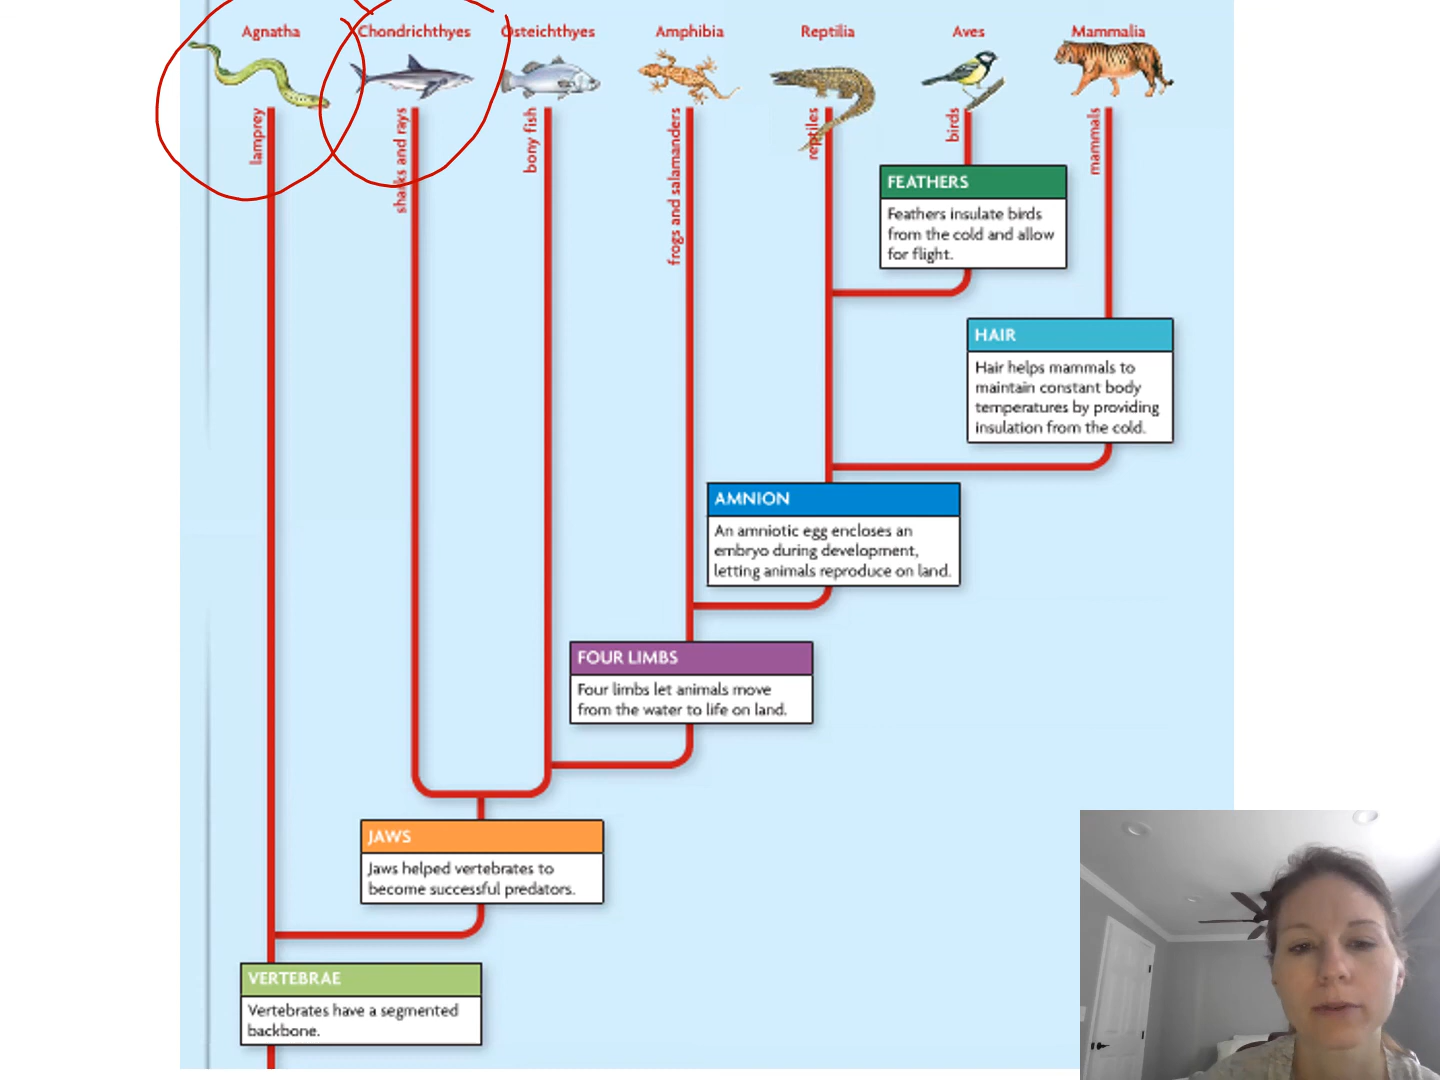 Agnatha
Chondrichthyes
Osteichthyes
Amphibia
Reptilia
Aves
Mammalia
lamprey
sharks and rays
bony fish
frogs and salamanders
reptiles
birds
mammals
FEATHERS
Feathers insulate birds
from the cold and allow
for flight.
HAIR
Hair helps mammals to
maintain constant body
temperatures by providing
insulation from the cold.
AMNION
An amniotic egg encloses an
embryo during development,
letting animals reproduce on land.
FOUR LIMBS
Four limbs let animals move
from the water to life on land.
JAWS
Jaws helped vertebrates to
become successful predators.
VERTEBRAE
Vertebrates have a segmented
backbone.